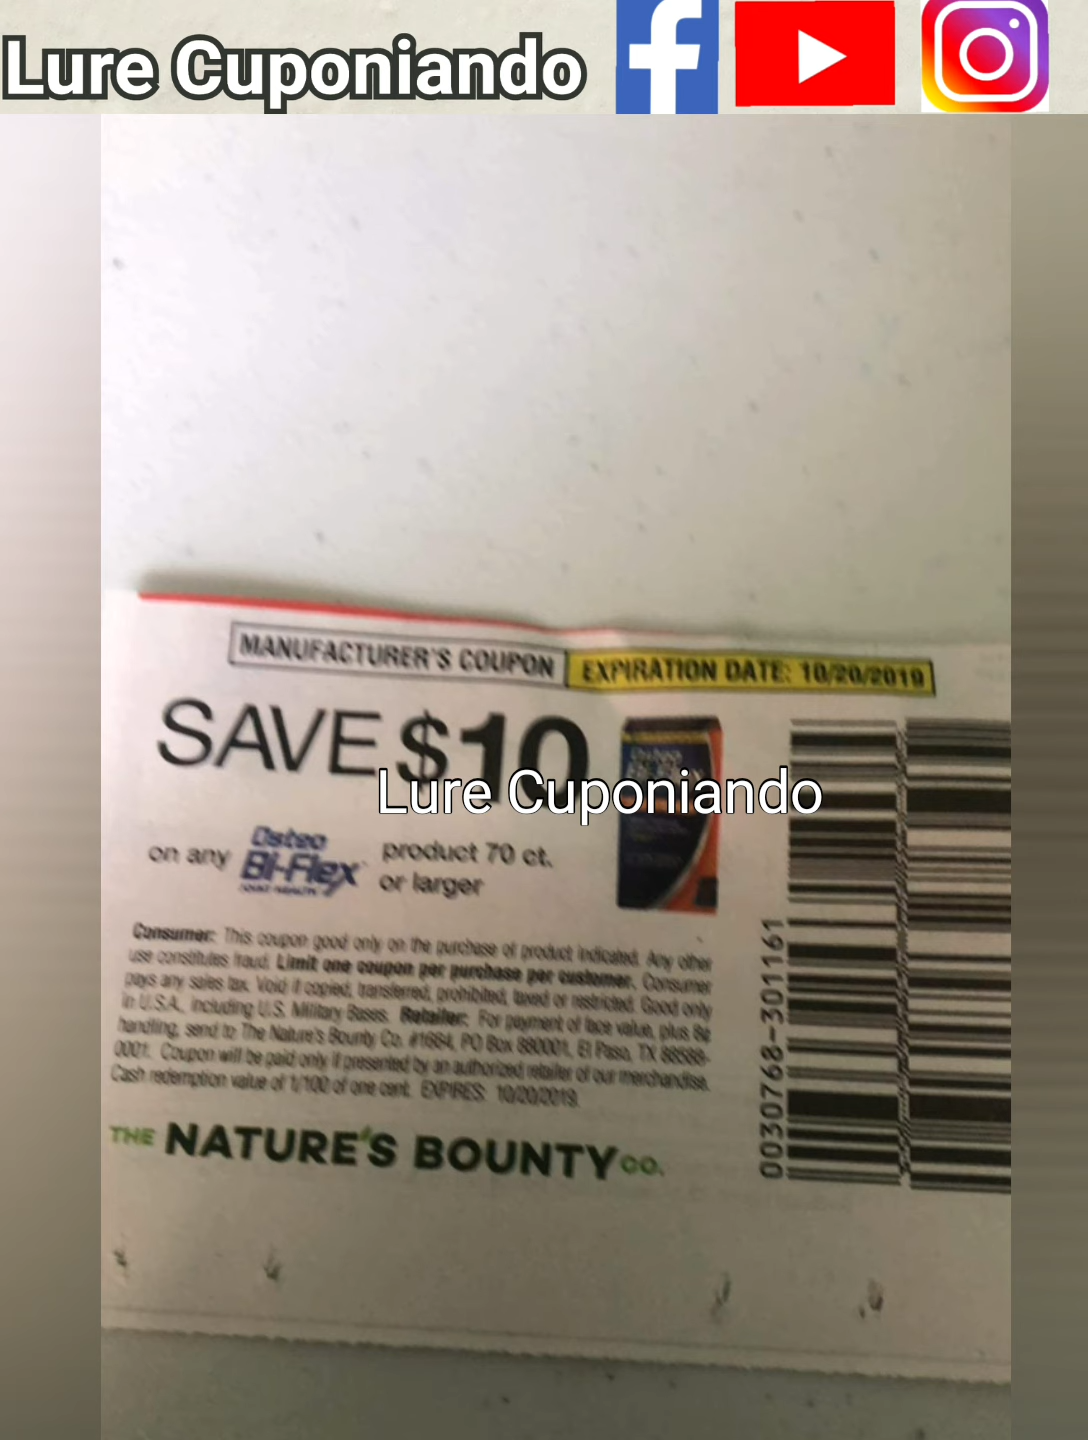 Lure Cuponiando
MANUFACTURER'S COUPON EXPIRATION DATE: 10/20/2019
SAVE $10
Lure Cuponiando
on any Osteo Bi-Flex JOINT HEALTH product 70 ct.
or larger
Consumer: This coupon good only on the purchase of product indicated. Any other
use constitutes fraud. Limit one coupon per purchase per customer. Consumer
pays any sales tax. Void if copied, transferred, prohibited, taxed or restricted. Good only
in U.S.A., including U.S. Military Bases. Retailer: For payment of face value, plus 8¢
handling, send to The Nature's Bounty Co. #1684, PO Box 880001, El Paso, TX 88588-
0001. Coupon will be paid only if presented by an authorized retailer of our merchandise.
Cash redemption value of 1/100 of one cent. EXPIRES: 10/20/2019.
THE NATURE'S BOUNTY CO.
0030768-301161